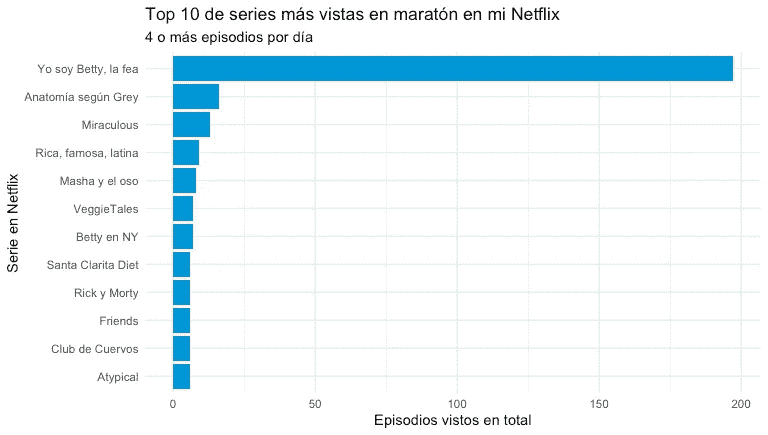 Top 10 de series más vistas en maratón en mi Netflix
4 o más episodios por día
Serie en Netflix
Yo soy Betty, la fea
Anatomía según Grey
Miraculous
Rica, famosa, latina
Masha y el oso
VeggieTales
Betty en NY
Santa Clarita Diet
Rick y Morty
Friends
Club de Cuervos
Atypical
0 50 100 150 200
Episodios vistos en total